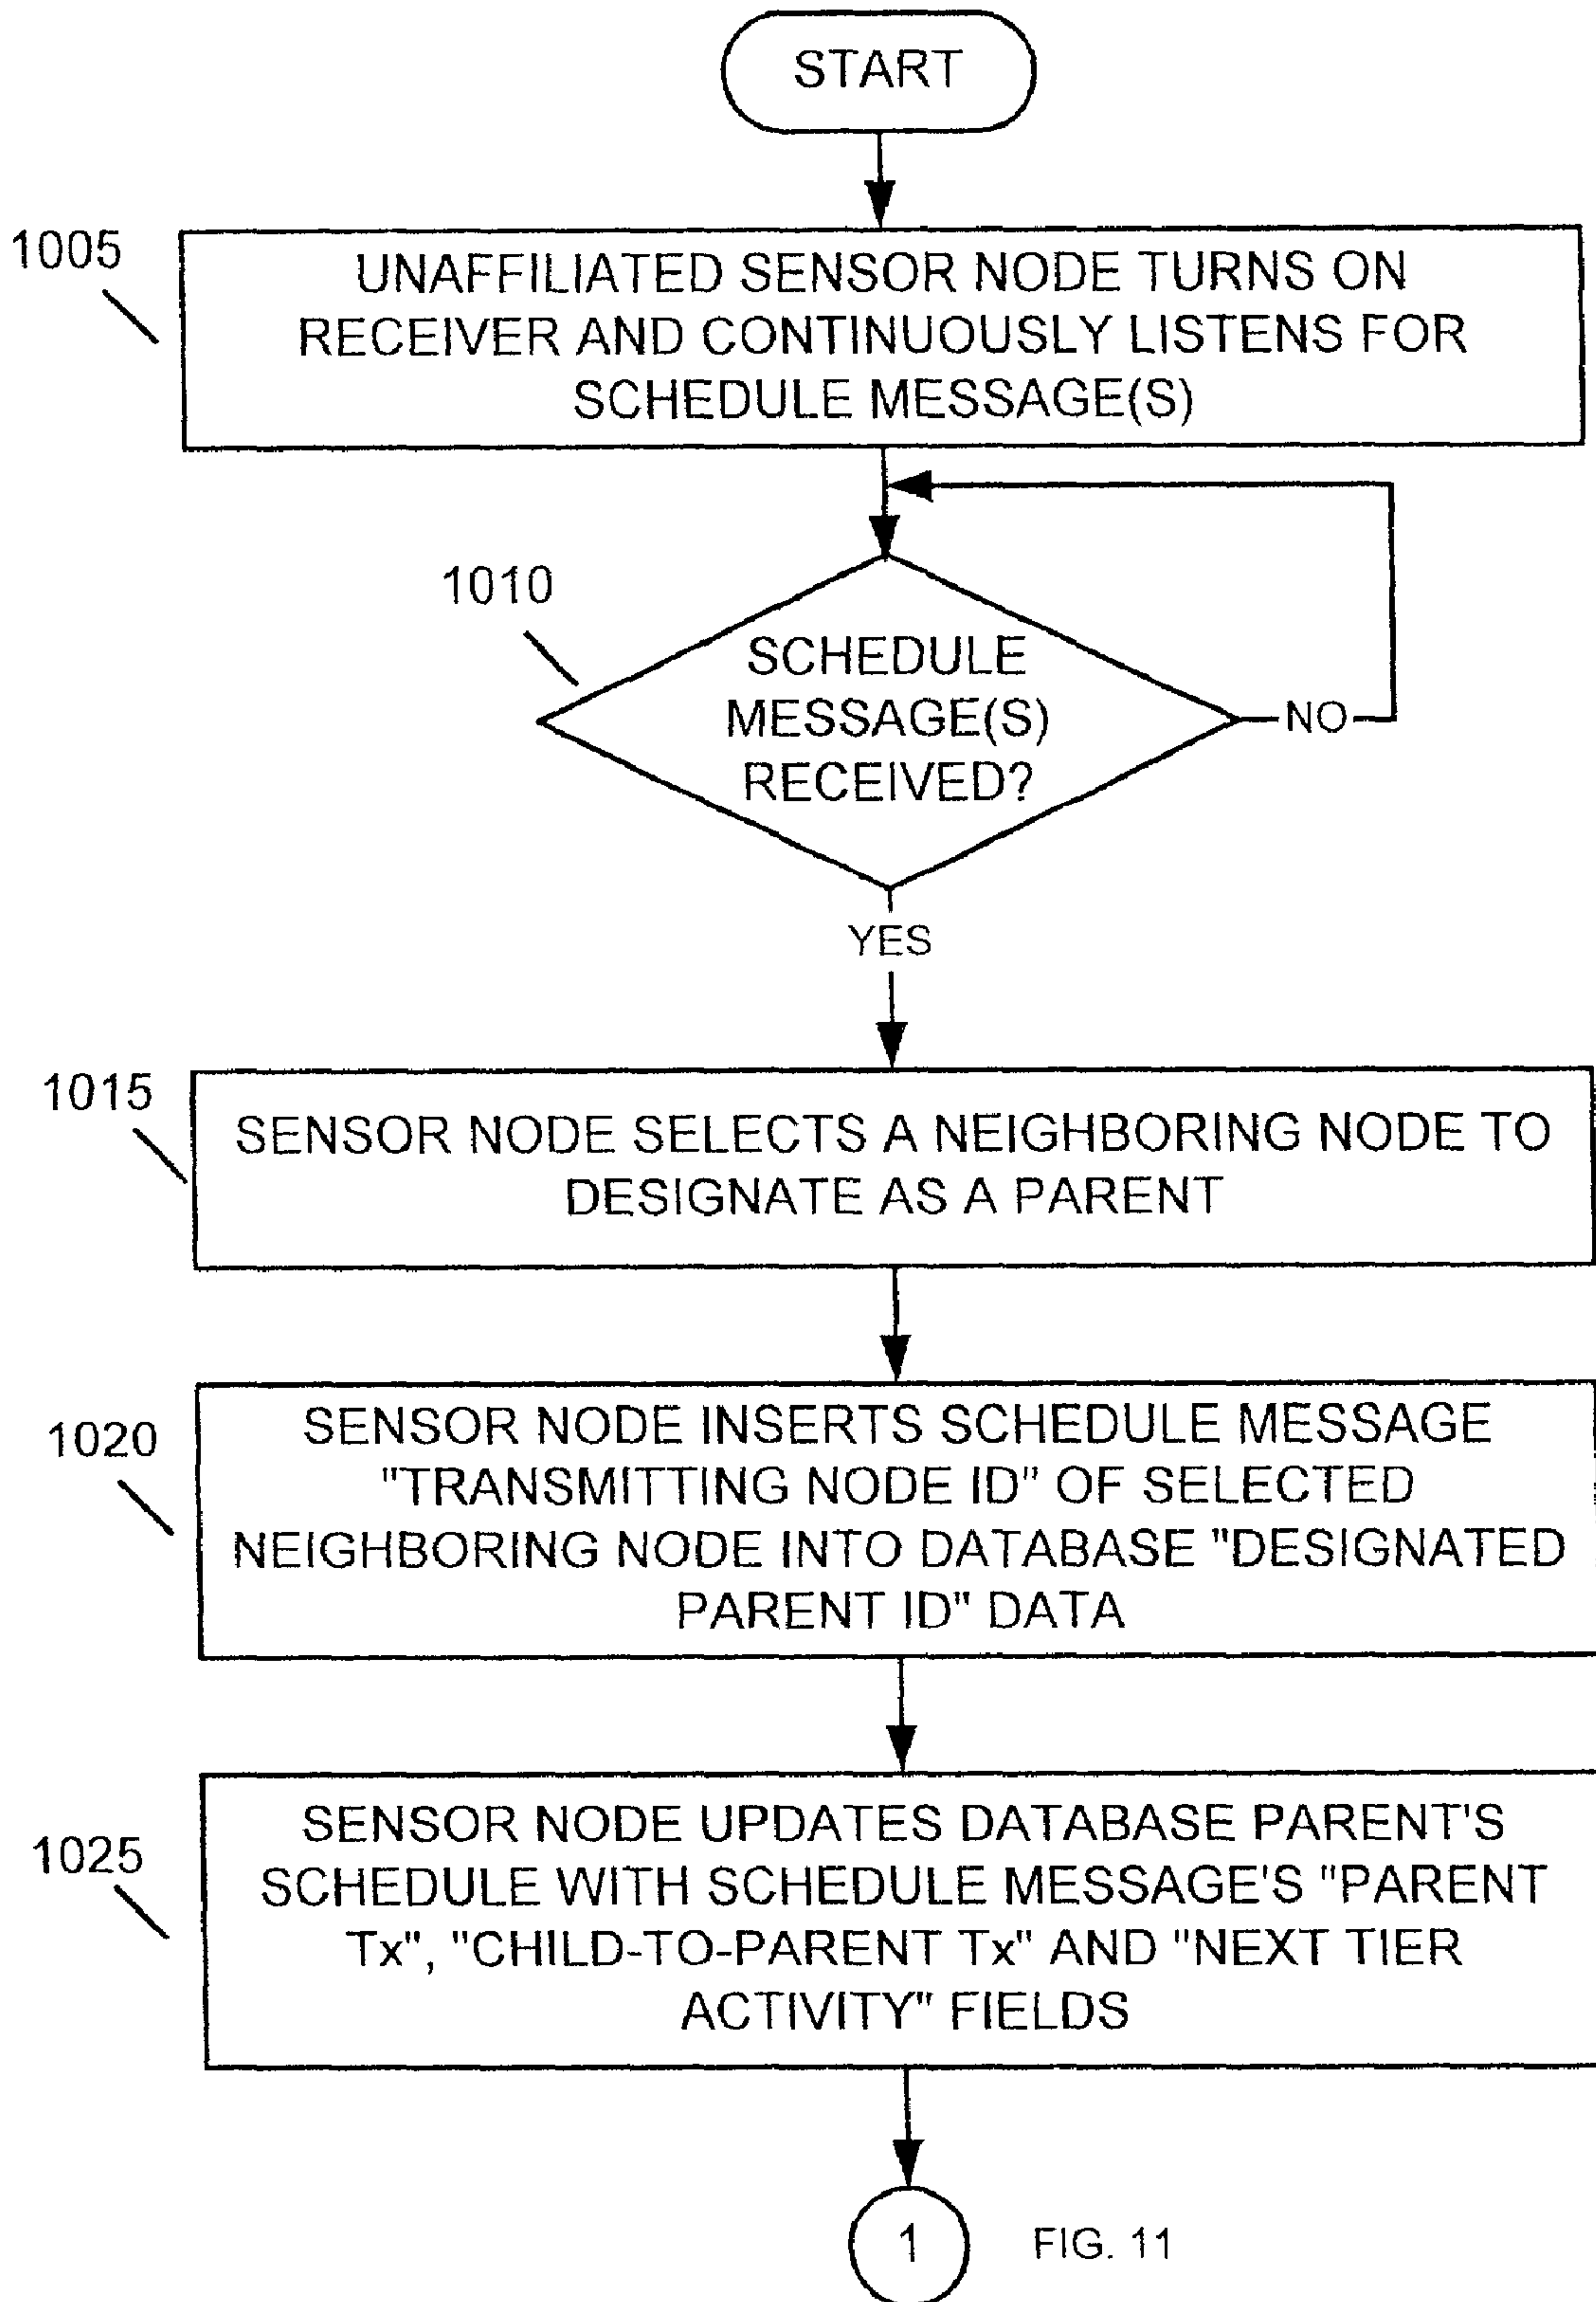 START
1005
UNAFFILIATED SENSOR NODE TURNS ON
RECEIVER AND CONTINUOUSLY LISTENS FOR
SCHEDULE MESSAGE(S)
1010
SCHEDULE
MESSAGE(S)
RECEIVED?
NO
YES
1015
SENSOR NODE SELECTS A NEIGHBORING NODE TO
DESIGNATE AS A PARENT
1020
SENSOR NODE INSERTS SCHEDULE MESSAGE
"TRANSMITTING NODE ID" OF SELECTED
NEIGHBORING NODE INTO DATABASE "DESIGNATED
PARENT ID" DATA
1025
SENSOR NODE UPDATES DATABASE PARENT'S
SCHEDULE WITH SCHEDULE MESSAGE'S "PARENT
Tx", "CHILD-TO-PARENT Tx" AND "NEXT TIER
ACTIVITY" FIELDS
1
FIG. 11